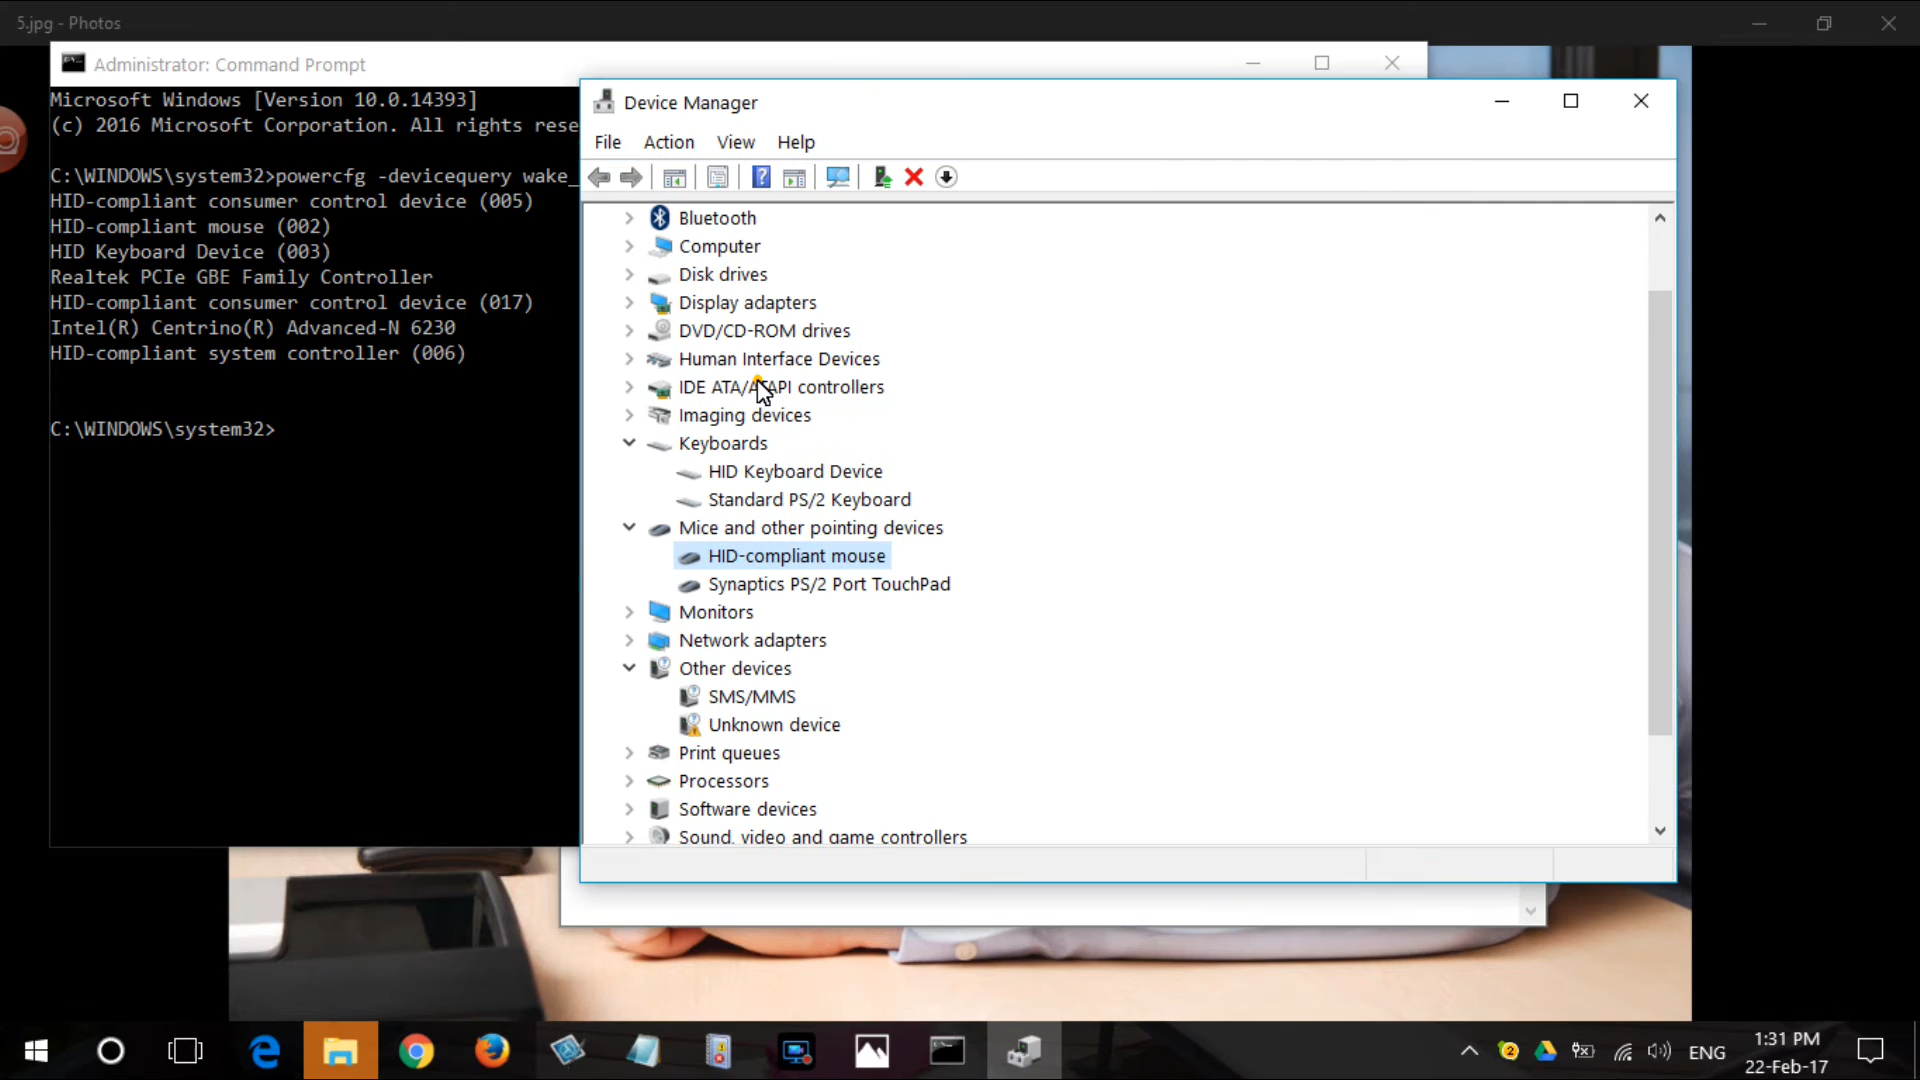 5.jpg - Photos
Administrator: Command Prompt
Microsoft Windows [Version 10.0.14393]
(c) 2016 Microsoft Corporation. All rights rese
C:\WINDOWS\system32>powercfg -devicequery wake_
HID-compliant consumer control device (005)
HID-compliant mouse (002)
HID Keyboard Device (003)
Realtek PCIe GBE Family Controller
HID-compliant consumer control device (017)
Intel(R) Centrino(R) Advanced-N 6230
HID-compliant system controller (006)
C:\WINDOWS\system32>
Device Manager
File Action View Help
Bluetooth
Computer
Disk drives
Display adapters
DVD/CD-ROM drives
Human Interface Devices
IDE ATA/ATAPI controllers
Imaging devices
Keyboards
HID Keyboard Device
Standard PS/2 Keyboard
Mice and other pointing devices
HID-compliant mouse
Synaptics PS/2 Port TouchPad
Monitors
Network adapters
Other devices
SMS/MMS
Unknown device
Print queues
Processors
Software devices
Sound, video and game controllers
2
ENG
1:31 PM
22-Feb-17